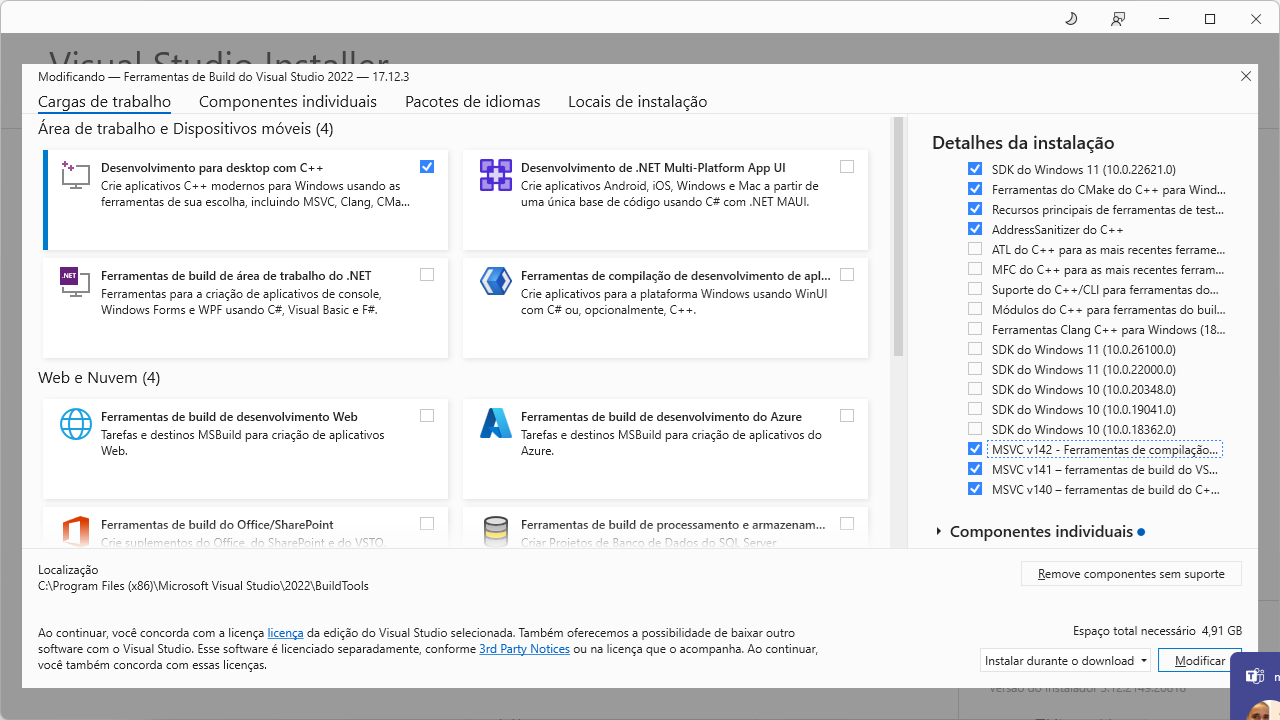 Visual Studio Installer
Modificando — Ferramentas de Build do Visual Studio 2022 — 17.12.3
Cargas de trabalho
Componentes individuais
Pacotes de idiomas
Locais de instalação
Área de trabalho e Dispositivos móveis (4)
Desenvolvimento para desktop com C++
Crie aplicativos C++ modernos para Windows usando as
ferramentas de sua escolha, incluindo MSVC, Clang, CMa...
Desenvolvimento de .NET Multi-Platform App UI
Crie aplicativos Android, iOS, Windows e Mac a partir de
uma única base de código usando C# com .NET MAUI.
.NET
Ferramentas de build de área de trabalho do .NET
Ferramentas para a criação de aplicativos de console,
Windows Forms e WPF usando C#, Visual Basic e F#.
Ferramentas de compilação de desenvolvimento de apl...
Crie aplicativos para a plataforma Windows usando WinUI
com C# ou, opcionalmente, C++.
Web e Nuvem (4)
Ferramentas de build de desenvolvimento Web
Tarefas e destinos MSBuild para criação de aplicativos
Web.
Ferramentas de build de desenvolvimento do Azure
Tarefas e destinos MSBuild para criação de aplicativos do
Azure.
Ferramentas de build do Office/SharePoint
Crie suplementos do Office, do SharePoint e do VSTO.
Ferramentas de build de processamento e armazenam...
Criar Projetos de Banco de Dados do SQL Server
Detalhes da instalação
SDK do Windows 11 (10.0.22621.0)
Ferramentas do CMake do C++ para Wind...
Recursos principais de ferramentas de test...
AddressSanitizer do C++
ATL do C++ para as mais recentes ferrame...
MFC do C++ para as mais recentes ferram...
Suporte do C++/CLI para ferramentas do...
Módulos do C++ para ferramentas do buil...
Ferramentas Clang C++ para Windows (18...
SDK do Windows 11 (10.0.26100.0)
SDK do Windows 11 (10.0.22000.0)
SDK do Windows 10 (10.0.20348.0)
SDK do Windows 10 (10.0.19041.0)
SDK do Windows 10 (10.0.18362.0)
MSVC v142 - Ferramentas de compilação...
MSVC v141 – ferramentas de build do VS...
MSVC v140 – ferramentas de build do C+...
Componentes individuais
Localização
C:\Program Files (x86)\Microsoft Visual Studio\2022\BuildTools
Remove componentes sem suporte
Ao continuar, você concorda com a licença licença da edição do Visual Studio selecionada. Também oferecemos a possibilidade de baixar outro
software com o Visual Studio. Esse software é licenciado separadamente, conforme 3rd Party Notices ou na licença que o acompanha. Ao continuar,
você também concorda com essas licenças.
Espaço total necessário 4,91 GB
Instalar durante o download
Modificar